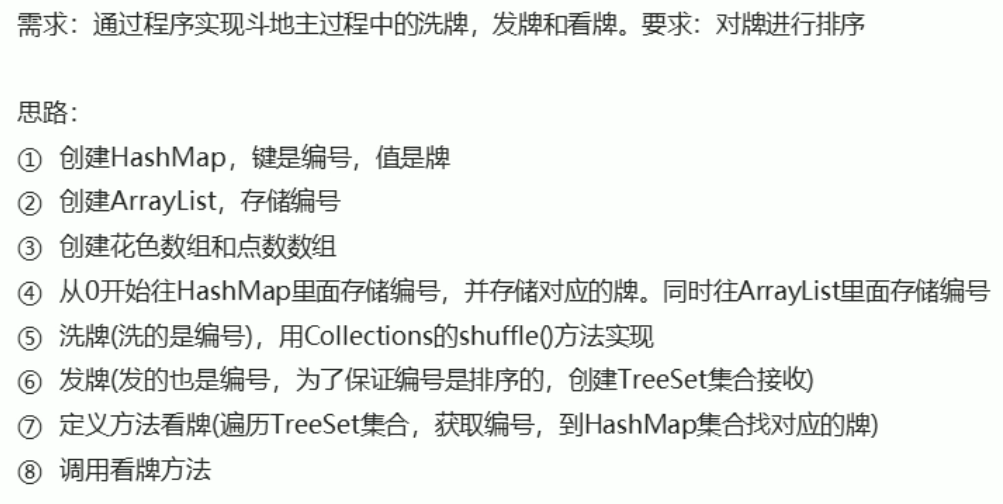 需求：通过程序实现斗地主过程中的洗牌，发牌和看牌。要求：对牌进行排序
思路：
① 创建HashMap，键是编号，值是牌
② 创建ArrayList，存储编号
③ 创建花色数组和点数数组
④ 从0开始往HashMap里面存储编号，并存储对应的牌。同时往ArrayList里面存储编号
⑤ 洗牌(洗的是编号)，用Collections的shuffle()方法实现
⑥ 发牌(发的也是编号，为了保证编号是排序的，创建TreeSet集合接收)
⑦ 定义方法看牌(遍历TreeSet集合，获取编号，到HashMap集合找对应的牌)
⑧ 调用看牌方法